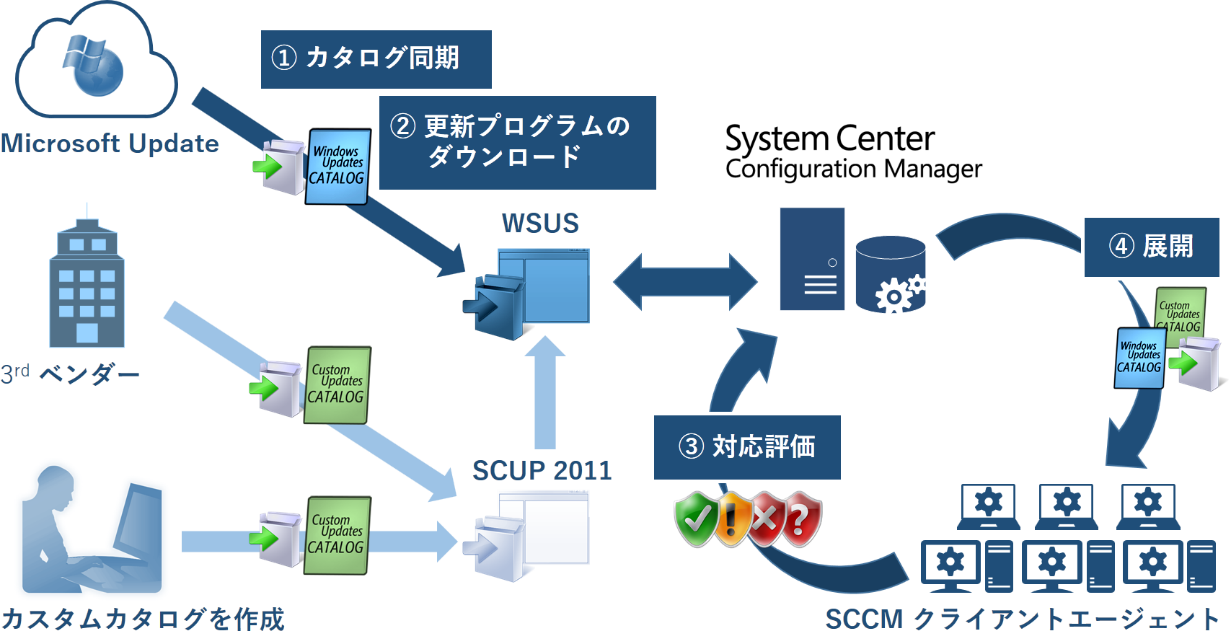 ① カタログ同期
② 更新プログラムの
ダウンロード
Microsoft Update
Windows
Updates
CATALOG
System Center
Configuration Manager
WSUS
④ 展開
3rd ベンダー
Custom
Updates
CATALOG
Custom
Updates
CATALOG
Windows
Updates
CATALOG
③ 対応評価
SCUP 2011
Custom
Updates
CATALOG
カスタムカタログを作成
SCCM クライアントエージェント